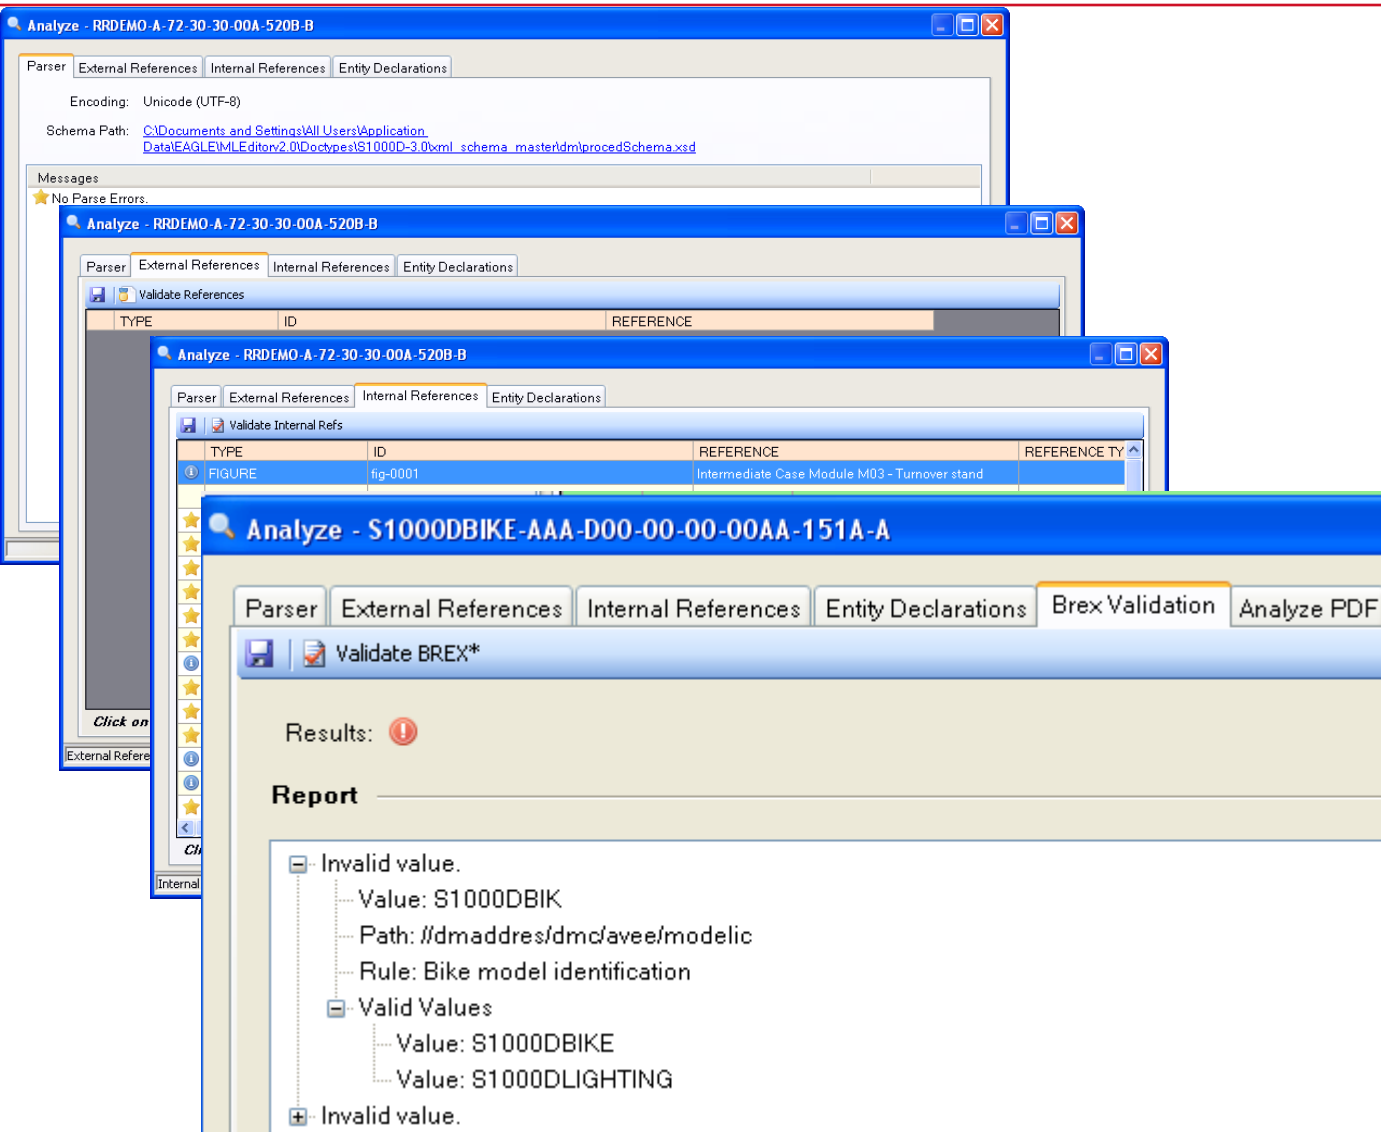 Analyze - RRDEMO-A-72-30-30-00A-520B-B
Parser External References Internal References Entity Declarations
Encoding: Unicode (UTF-8)
Schema Path: C:\Documents and Settings\All Users\Application
Data\EAGLE\MLEditorv2.0\Doctypes\S1000D-3.0\xml_schema_master\dm\procedSchema.xsd
Messages
No Parse Errors.
Analyze - RRDEMO-A-72-30-30-00A-520B-B
Parser External References Internal References Entity Declarations
Validate References
TYPE ID REFERENCE
Click on
External Refere
Analyze - RRDEMO-A-72-30-30-00A-520B-B
Parser External References Internal References Entity Declarations
Validate Internal Refs
TYPE ID REFERENCE REFERENCE TY
FIGURE fig-0001 Intermediate Case Module M03 - Turnover stand
Internal
Analyze - S1000DBIKE-AAA-D00-00-00-00AA-151A-A
Parser External References Internal References Entity Declarations Brex Validation Analyze PDF
Validate BREX*
Results:
Report
Invalid value.
Value: S1000DBIK
Path: //dmaddres/dmc/avee/modelic
Rule: Bike model identification
Valid Values
Value: S1000DBIKE
Value: S1000DLIGHTING
Invalid value.